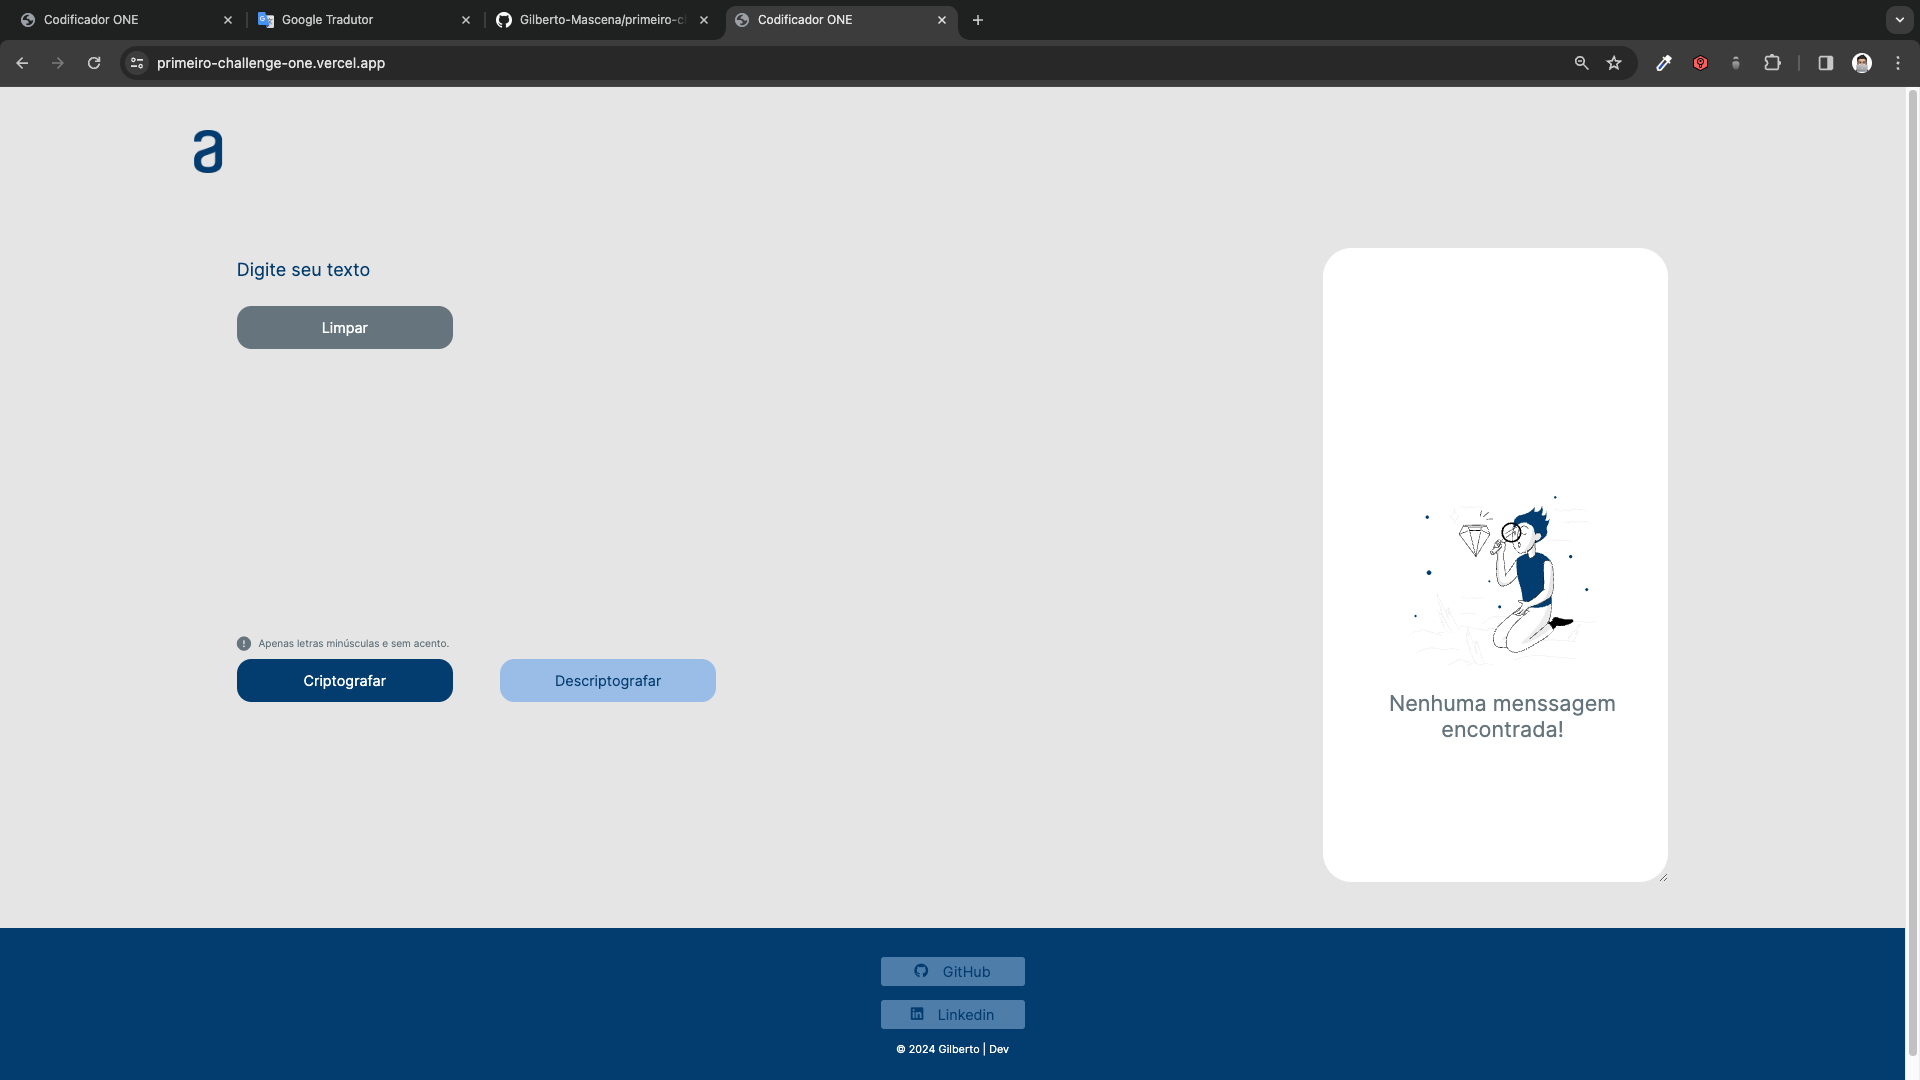 Codificador ONE
Google Tradutor
Gilberto-Mascena/primeiro-c
Codificador ONE
primeiro-challenge-one.vercel.app
a
Digite seu texto
Limpar
Apenas letras minúsculas e sem acento.
Criptografar
Descriptografar
Nenhuma menssagem
encontrada!
GitHub
Linkedin
© 2024 Gilberto | Dev